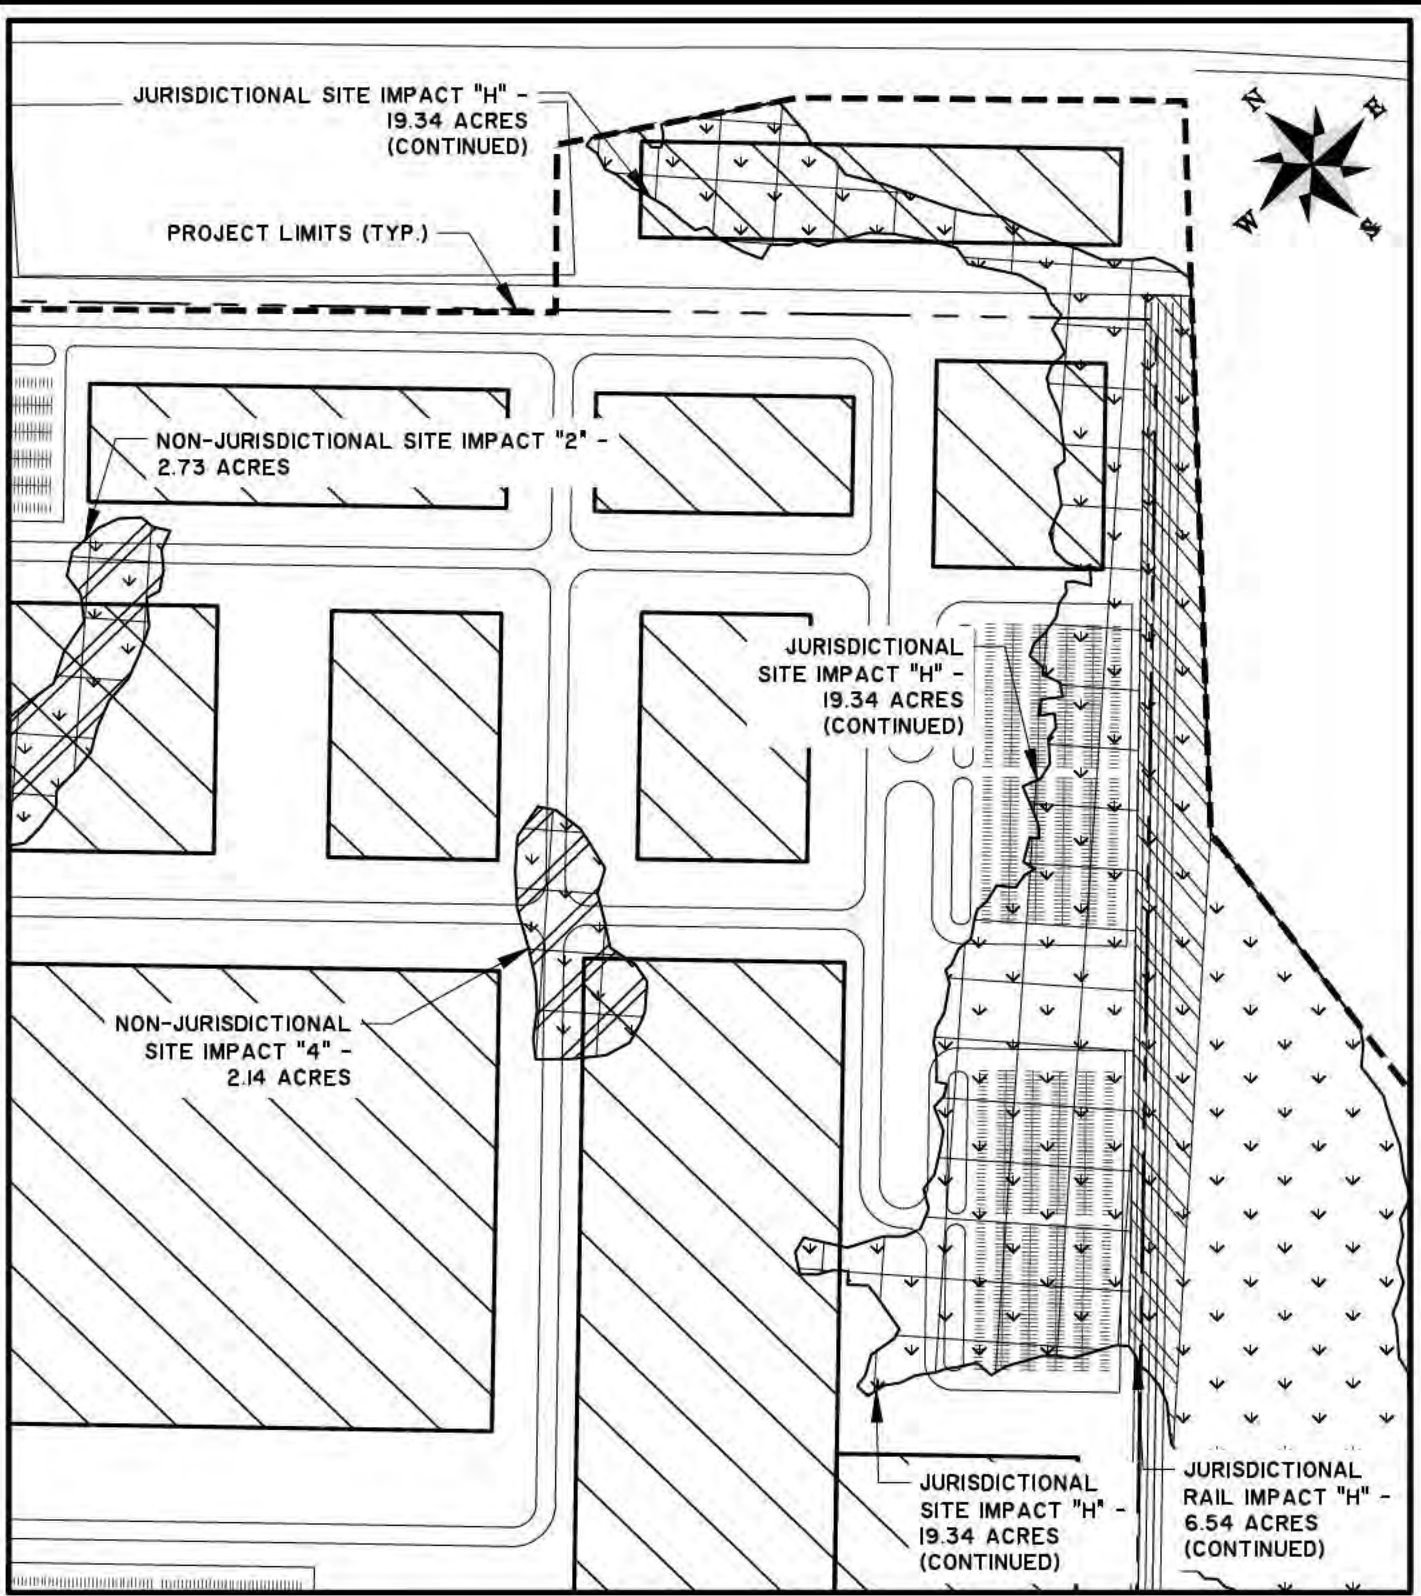 JURISDICTIONAL SITE IMPACT "H" -
19.34 ACRES
(CONTINUED)
N
E
W
S
PROJECT LIMITS (TYP.)
NON-JURISDICTIONAL SITE IMPACT "2" -
2.73 ACRES
JURISDICTIONAL
SITE IMPACT "H" -
19.34 ACRES
(CONTINUED)
NON-JURISDICTIONAL
SITE IMPACT "4" -
2.14 ACRES
JURISDICTIONAL
SITE IMPACT "H" -
19.34 ACRES
(CONTINUED)
JURISDICTIONAL
RAIL IMPACT "H" -
6.54 ACRES
(CONTINUED)